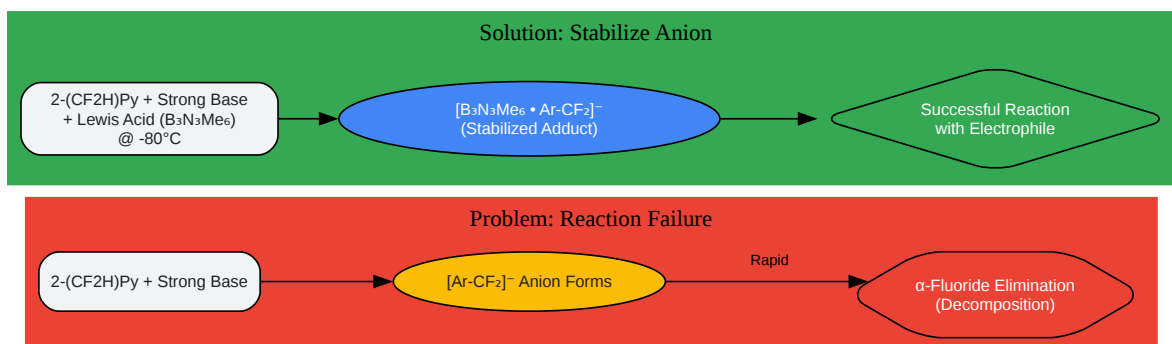 Solution: Stabilize Anion
2-(CF2H)Py + Strong Base
+ Lewis Acid (B₃N₃Me₆)
@ -80°C
[B₃N₃Me₆ • Ar-CF₂]⁻
(Stabilized Adduct)
Successful Reaction
with Electrophile
Problem: Reaction Failure
2-(CF2H)Py + Strong Base
[Ar-CF₂]⁻ Anion Forms
Rapid
α-Fluoride Elimination
(Decomposition)